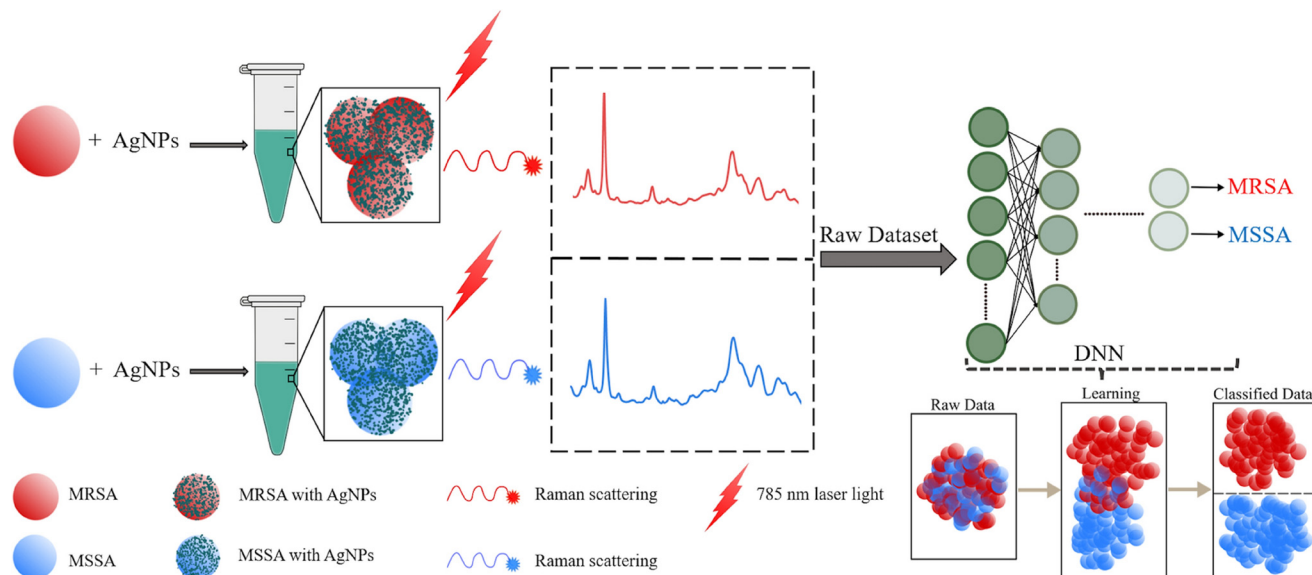 + AgNPs
+ AgNPs
Raw Dataset
MRSA
MSSA
DNN
Raw Data
Learning
Classified Data
MRSA
MRSA with AgNPs
Raman scattering
785 nm laser light
MSSA
MSSA with AgNPs
Raman scattering